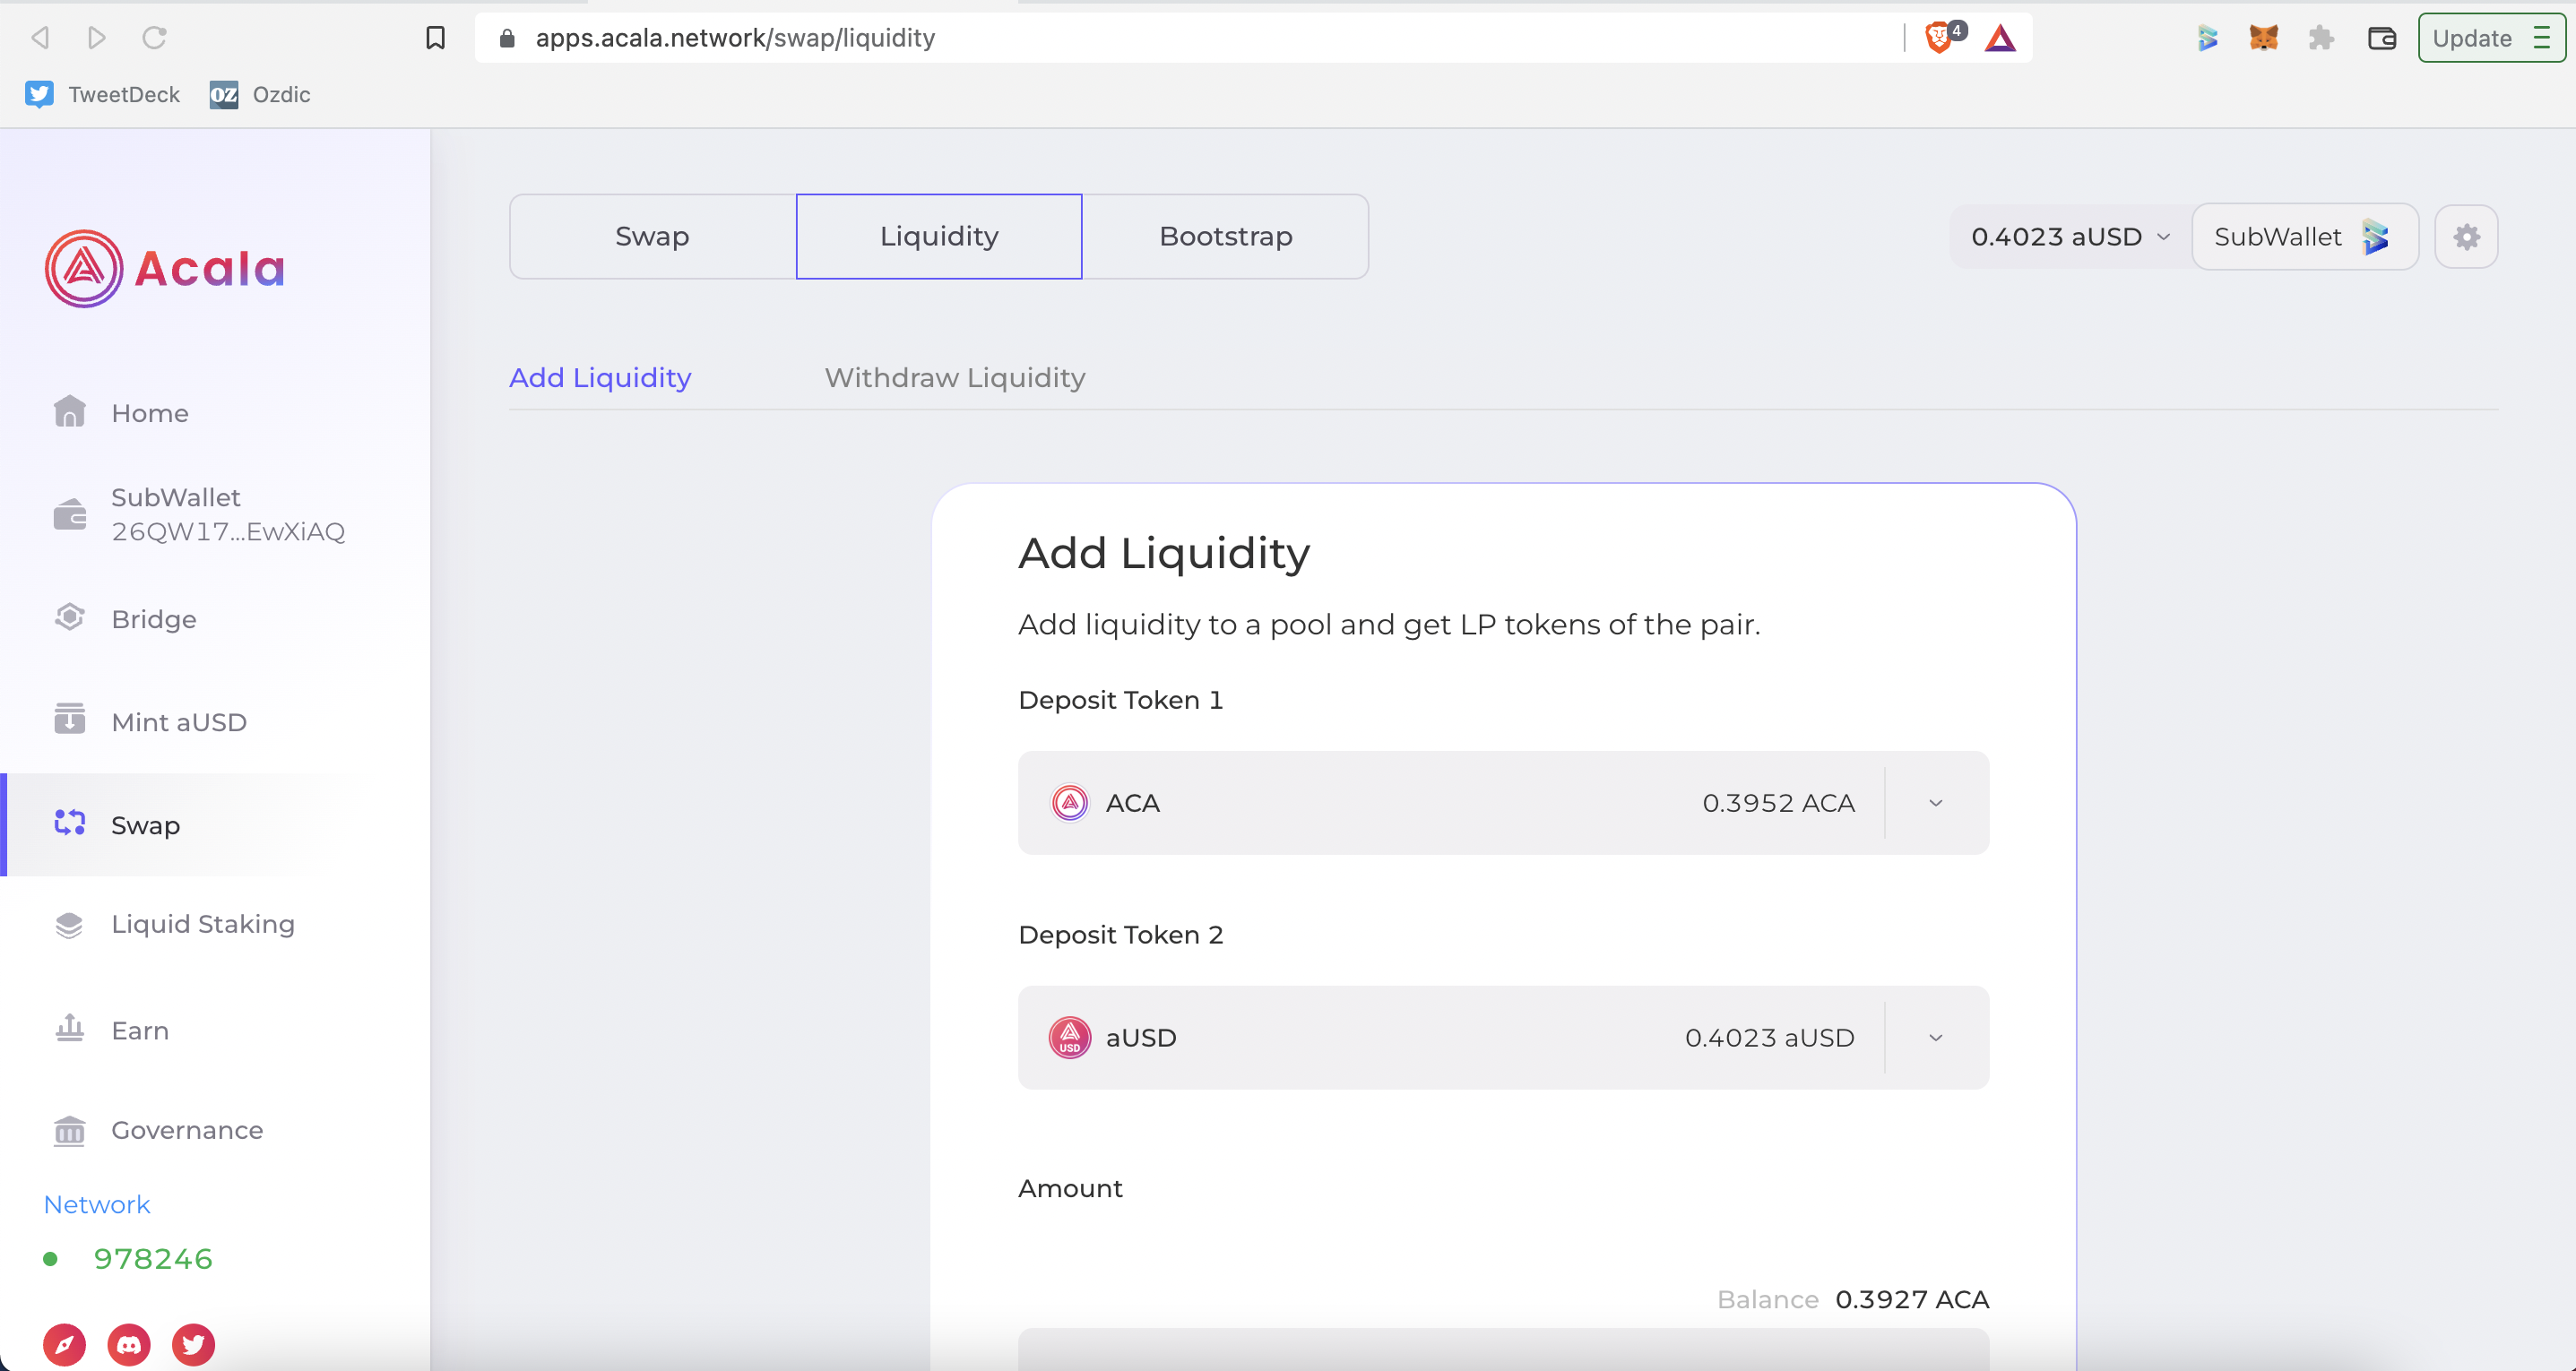 apps.acala.network/swap/liquidity
4
Update
TweetDeck
OZ
Ozdic
Acala
Home
SubWallet
26QW17...EwXiAQ
Bridge
Mint aUSD
Swap
Liquid Staking
Earn
Governance
Network
978246
Swap
Liquidity
Bootstrap
0.4023 aUSD
SubWallet
Add Liquidity
Withdraw Liquidity
Add Liquidity
Add liquidity to a pool and get LP tokens of the pair.
Deposit Token 1
ACA
0.3952 ACA
Deposit Token 2
USD
aUSD
0.4023 aUSD
Amount
Balance 0.3927 ACA